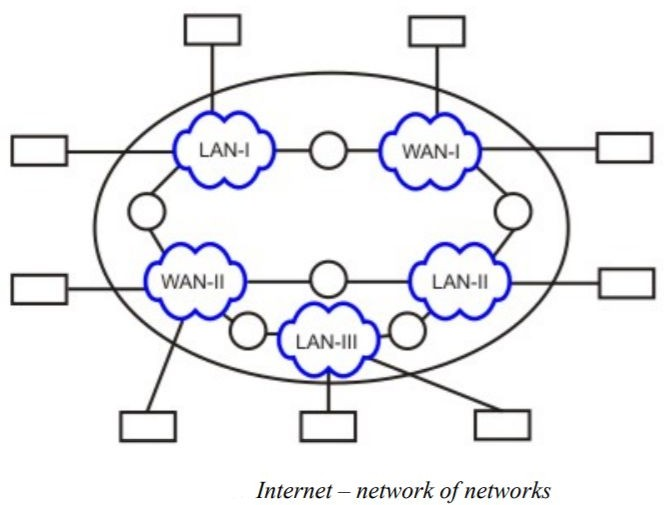 LAN-I
WAN-I
WAN-II
LAN-II
LAN-III
Internet – network of networks